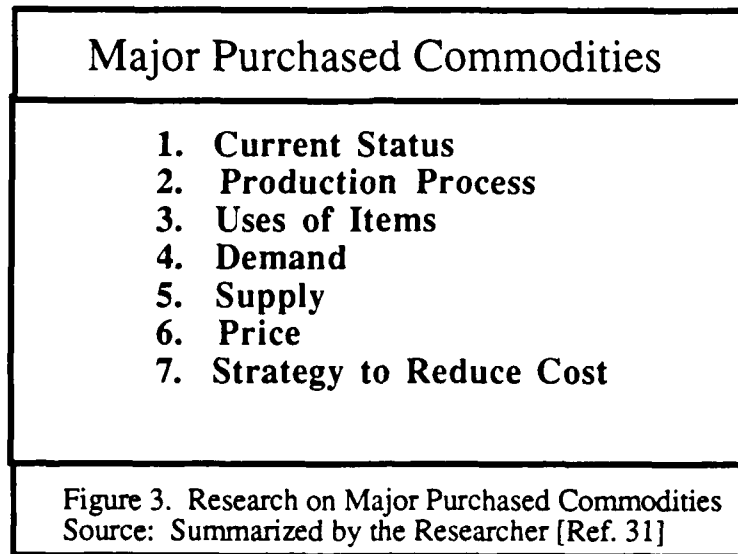 Major Purchased Commodities
1. Current Status
2. Production Process
3. Uses of Items
4. Demand
5. Supply
6. Price
7. Strategy to Reduce Cost
Figure 3. Research on Major Purchased Commodities
Source: Summarized by the Researcher [Ref. 31]